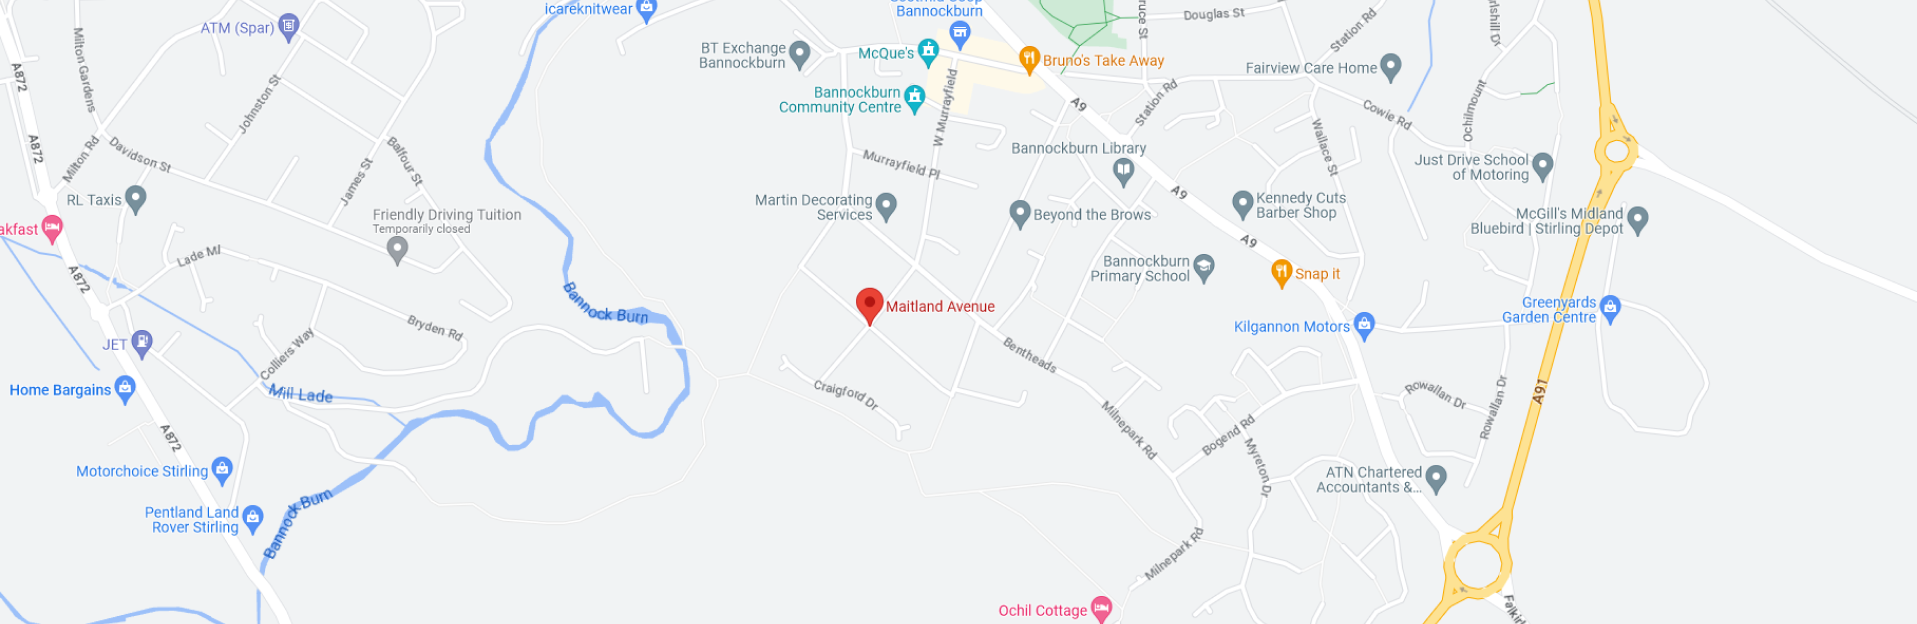 icareknitwear
Bannockburn
Douglas St
ATM (Spar)
Milton Gardens
A872
BT Exchange
Bannockburn
McQue's
Bruno's Take Away
Station Rd
Fairview Care Home
Bannockburn
Community Centre
W Murrayfield
A9
Station Rd
Cowie Rd
Ochilmount
Johnston St
A872
Milton Rd
Davidson St
Balfour St
James St
Murrayfield Pl
Bannockburn Library
Wallace St
Just Drive School
of Motoring
RL Taxis
Friendly Driving Tuition
Temporarily closed
Martin Decorating
Services
Beyond the Brows
A9
Kennedy Cuts
Barber Shop
McGill's Midland
Bluebird | Stirling Depot
akfast
Lade Ml
A9
A872
Bannockburn
Primary School
Snap it
Bannock Burn
Maitland Avenue
Greenyards
Garden Centre
Kilgannon Motors
Bryden Rd
JET
Colliers Way
Bentheads
Home Bargains
Mill Lade
Craigford Dr
Rowallan Dr
A91
Rowallan Dr
Milnepark Rd
Bogend Rd
A872
Myreton Dr
Motorchoice Stirling
ATN Chartered
Accountants &...
Pentland Land
Rover Stirling
Bannock Burn
Milnepark Rd
Ochil Cottage